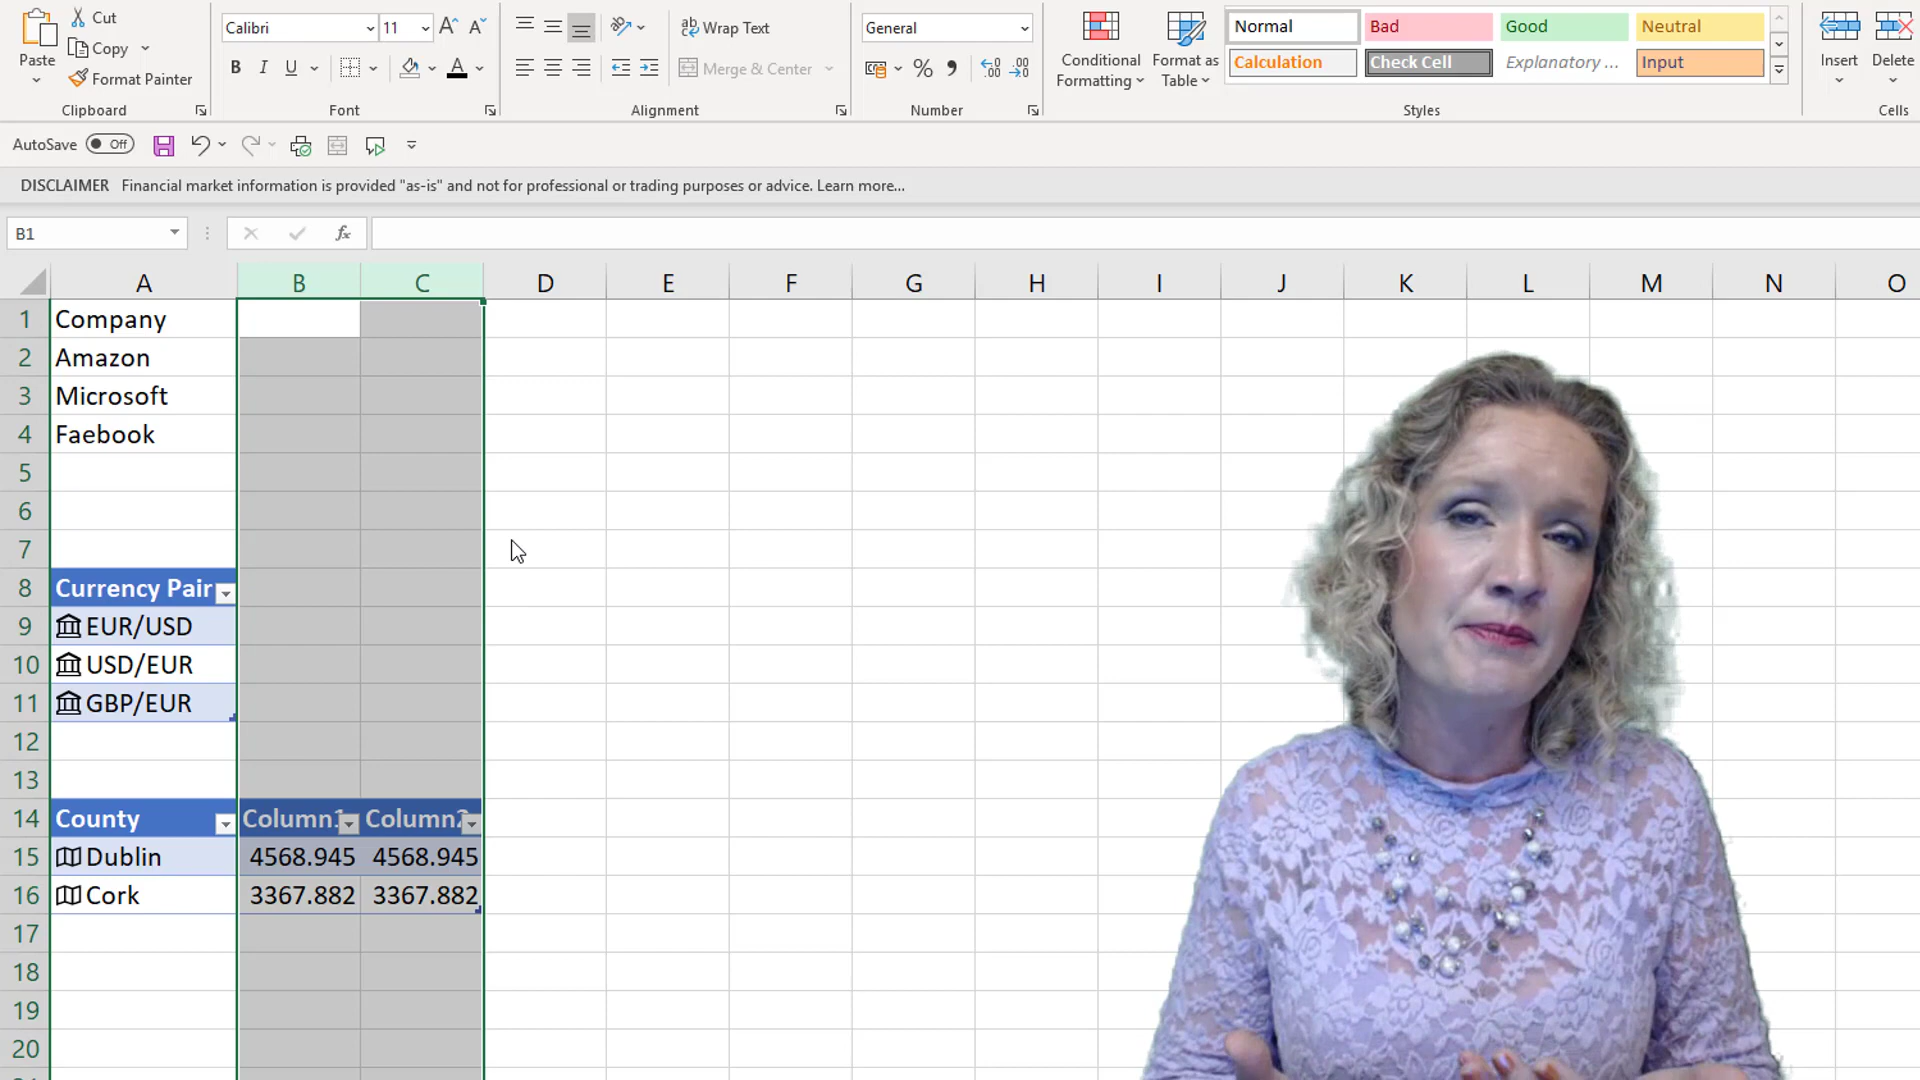 Paste
Cut
Copy
Format Painter
Clipboard
Calibri 11
B I U
Font
ab Wrap Text
Merge & Center
Alignment
General
Number
Conditional Formatting
Format as Table
Normal Bad Good Neutral
Calculation Check Cell Explanatory ... Input
Styles
Insert
Delete
Cells
AutoSave Off
DISCLAIMER Financial market information is provided "as-is" and not for professional or trading purposes or advice. Learn more...
B1 fx
A B C D E F G H I J K L M N O
1 Company
2 Amazon
3 Microsoft
4 Faebook
5
6
7
8 Currency Pair
9 EUR/USD
10 USD/EUR
11 GBP/EUR
12
13
14 County Column1 Column2
15 Dublin 4568.945 4568.945
16 Cork 3367.882 3367.882
17
18
19
20